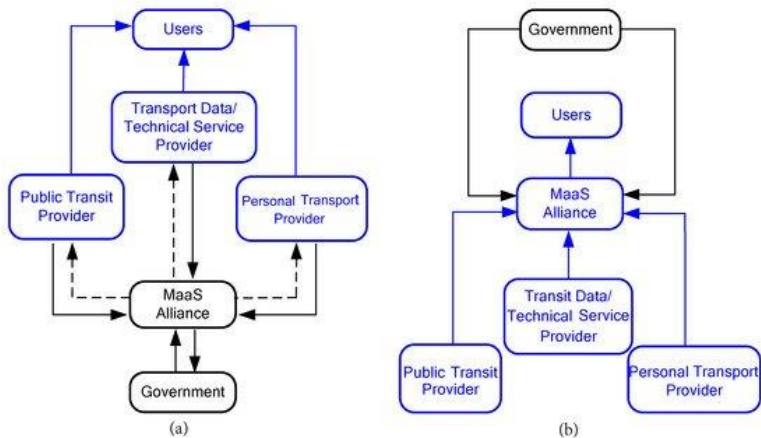 Users
Transport Data/
Technical Service
Provider
Public Transit
Provider
Personal Transport
Provider
MaaS
Alliance
Government
(a)
Government
Users
MaaS
Alliance
Transit Data/
Technical Service
Provider
Public Transit
Provider
Personal Transport
Provider
(b)